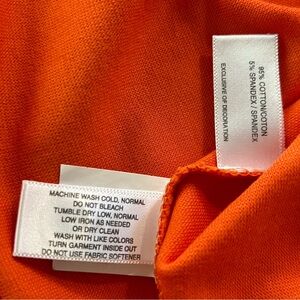 95% COTTON/COTON
5% SPANDEX / SPANDEX
EXCLUSIVE OF DECORATION
MACHINE WASH COLD, NORMAL
DO NOT BLEACH
TUMBLE DRY LOW, NORMAL
LOW IRON AS NEEDED
OR DRY CLEAN
WASH WITH LIKE COLORS
TURN GARMENT INSIDE OUT
DO NOT USE FABRIC SOFTENER